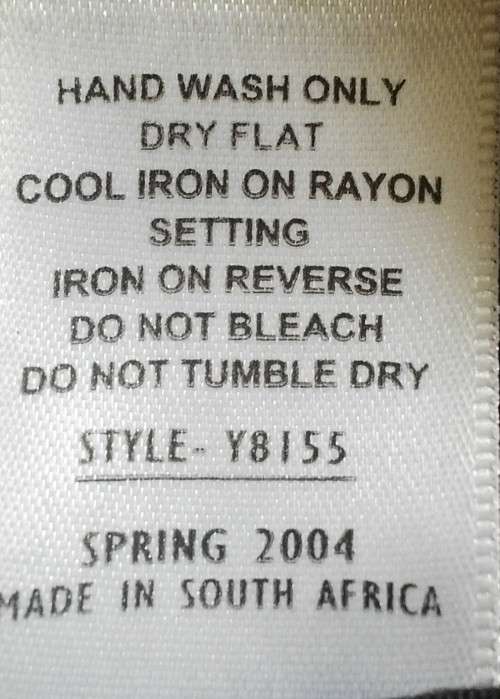 HAND WASH ONLY
DRY FLAT
COOL IRON ON RAYON
SETTING
IRON ON REVERSE
DO NOT BLEACH
DO NOT TUMBLE DRY
STYLE- Y8155
SPRING 2004
MADE IN SOUTH AFRICA